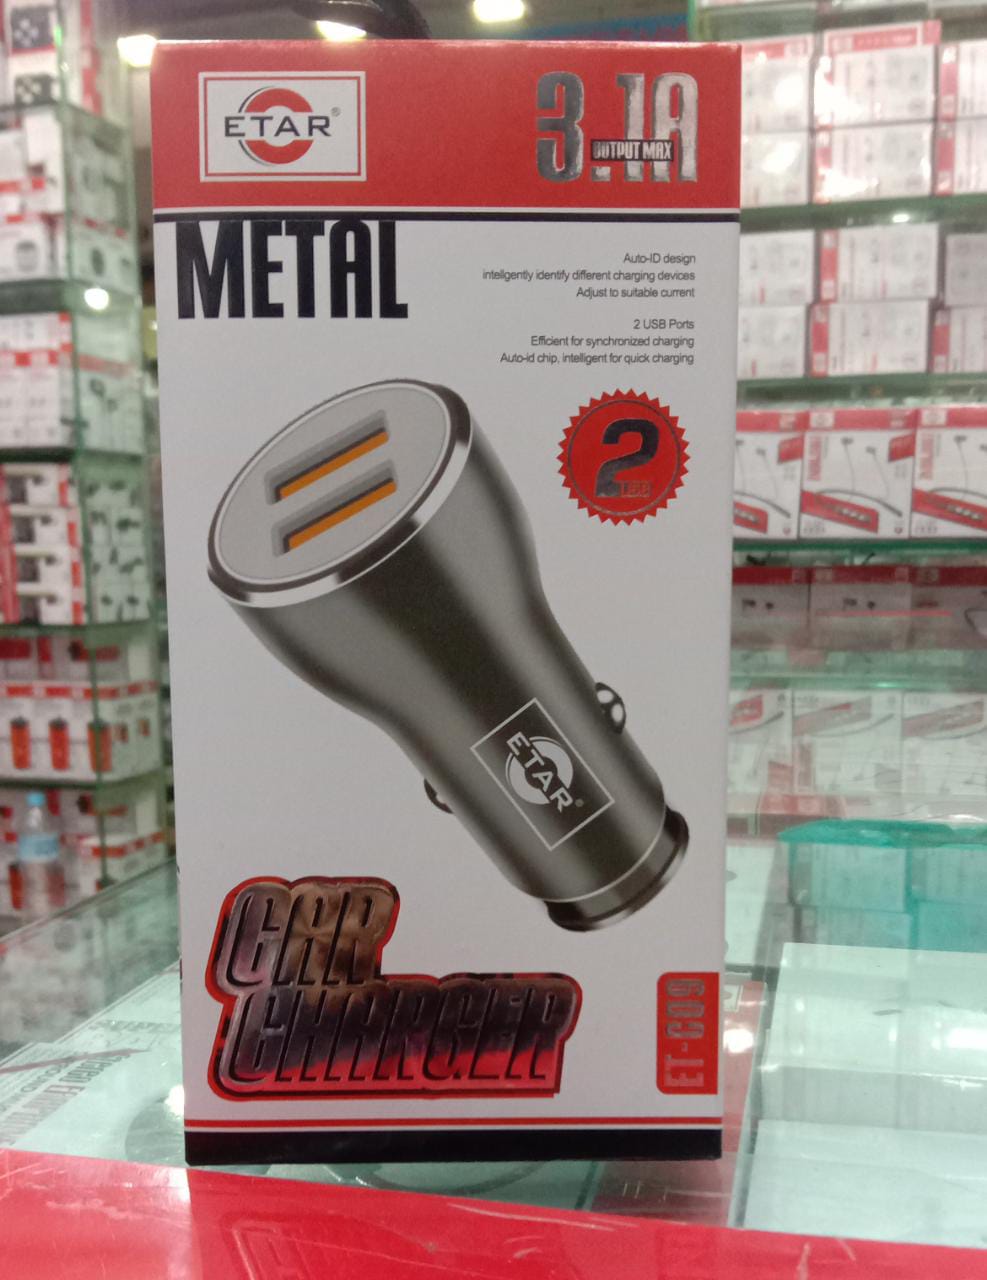 ETAR®
3.1A
OUTPUT MAX
METAL
Auto-ID design
intellgently identify different charging devices
Adjust to suitable current
2 USB Ports
Efficient for synchronized charging
Auto-id chip, intelligent for quick charging
2
USB
ETAR®
CAR
CHARGER
ET-C09